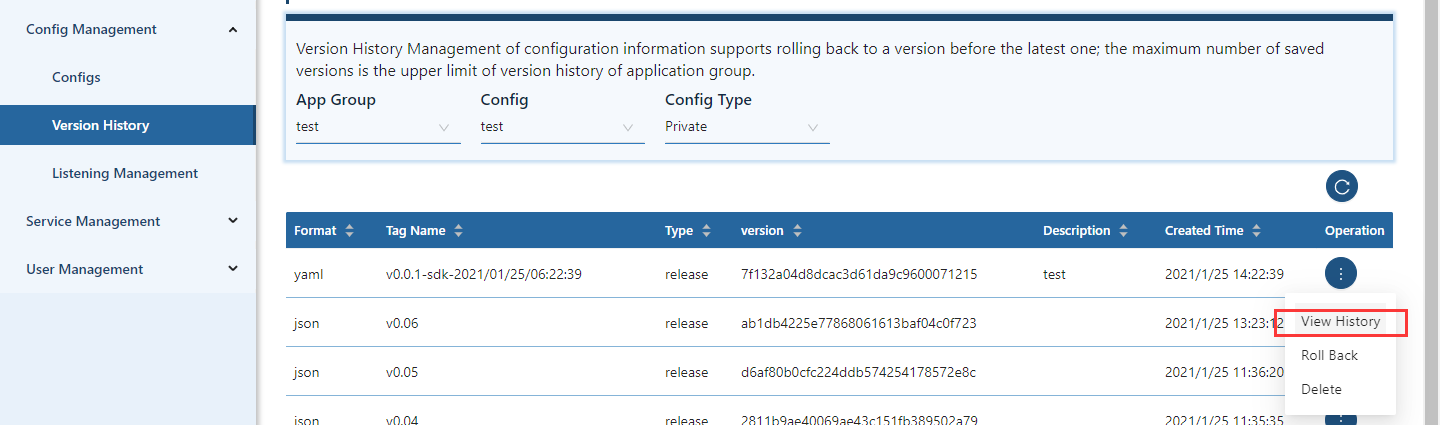 Config Management
Configs
Version History
Listening Management
Service Management
User Management
Version History Management of configuration information supports rolling back to a version before the latest one; the maximum number of saved
versions is the upper limit of version history of application group.
App Group Config Config Type
test test Private
Format Tag Name Type version Description Created Time Operation
yaml v0.0.1-sdk-2021/01/25/06:22:39 release 7f132a04d8dcac3d61da9c9600071215 test 2021/1/25 14:22:39
json v0.06 release ab1db4225e77868061613baf04c0f723 2021/1/25 13:23:12
View History
json v0.05 release d6af80b0cfc224ddb574254178572e8c 2021/1/25 11:36:20
Roll Back
Delete
json v0.04 release 2811b9ae40069ae43c151fb389502a79 2021/1/25 11:35:35